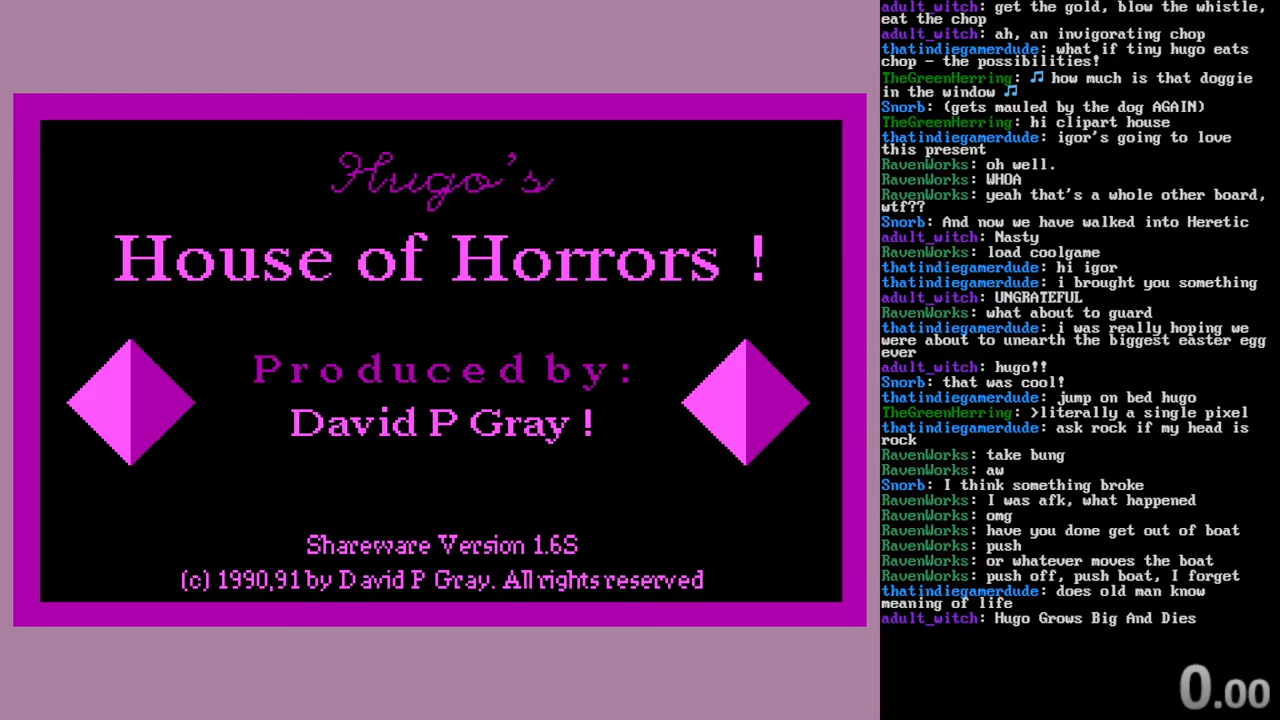 Hugo's
House of Horrors !
Produced by:
David P Gray !
Shareware Version 1.6S
(c) 1990,91 by David P Gray. All rights reserved
adult_witch: get the gold, blow the whistle,
eat the chop
adult_witch: ah, an invigorating chop
thatindiegamerdude: what if tiny hugo eats
chop - the possibilities!
TheGreenHerring: 🎵 how much is that doggie
in the window 🎵
Snorb: (gets mauled by the dog AGAIN)
TheGreenHerring: hi clipart house
thatindiegamerdude: igor's going to love
this present
RavenWorks: oh well.
RavenWorks: WHOA
RavenWorks: yeah that's a whole other board,
wtf??
Snorb: And now we have walked into Heretic
adult_witch: Nasty
RavenWorks: load coolgame
thatindiegamerdude: hi igor
thatindiegamerdude: i brought you something
adult_witch: UNGRATEFUL
RavenWorks: what about to guard
thatindiegamerdude: i was really hoping we
were about to unearth the biggest easter egg
ever
adult_witch: hugo!!
Snorb: that was cool!
thatindiegamerdude: jump on bed hugo
TheGreenHerring: >literally a single pixel
thatindiegamerdude: ask rock if my head is
rock
RavenWorks: take bung
RavenWorks: aw
Snorb: I think something broke
RavenWorks: I was afk, what happened
RavenWorks: omg
RavenWorks: have you done get out of boat
RavenWorks: push
RavenWorks: or whatever moves the boat
RavenWorks: push off, push boat, I forget
thatindiegamerdude: does old man know
meaning of life
adult_witch: Hugo Grows Big And Dies
0.00